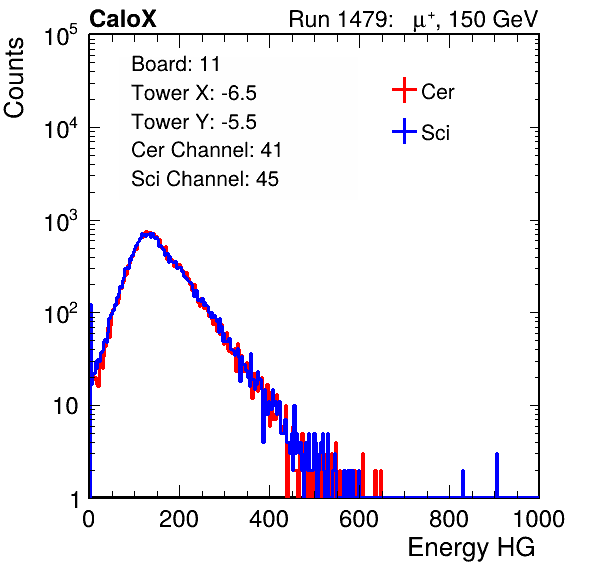 CaloX Run 1479: μ⁺, 150 GeV
Counts
10⁵
10⁴
10³
10²
10
1
Board: 11
Tower X: -6.5
Tower Y: -5.5
Cer Channel: 41
Sci Channel: 45
Cer
Sci
0 200 400 600 800 1000
Energy HG